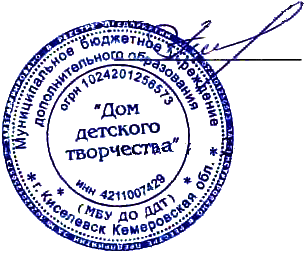 Муниципальное бюджетное учреждение
дополнительного образования
огрн 1024201256573
"Дом
детского
творчества"
инн 4211007429
(МБУ ДО ДДТ)
* г. Киселевск Кемеровская обл. *